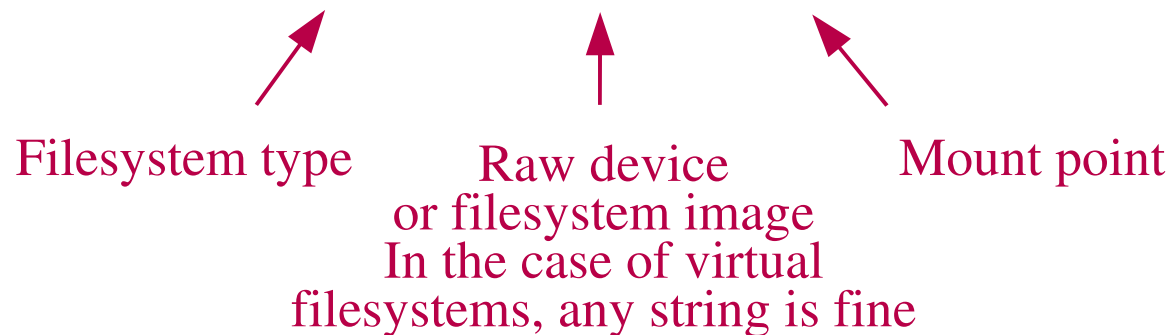 Filesystem type
Raw device
or filesystem image
In the case of virtual
filesystems, any string is fine
Mount point